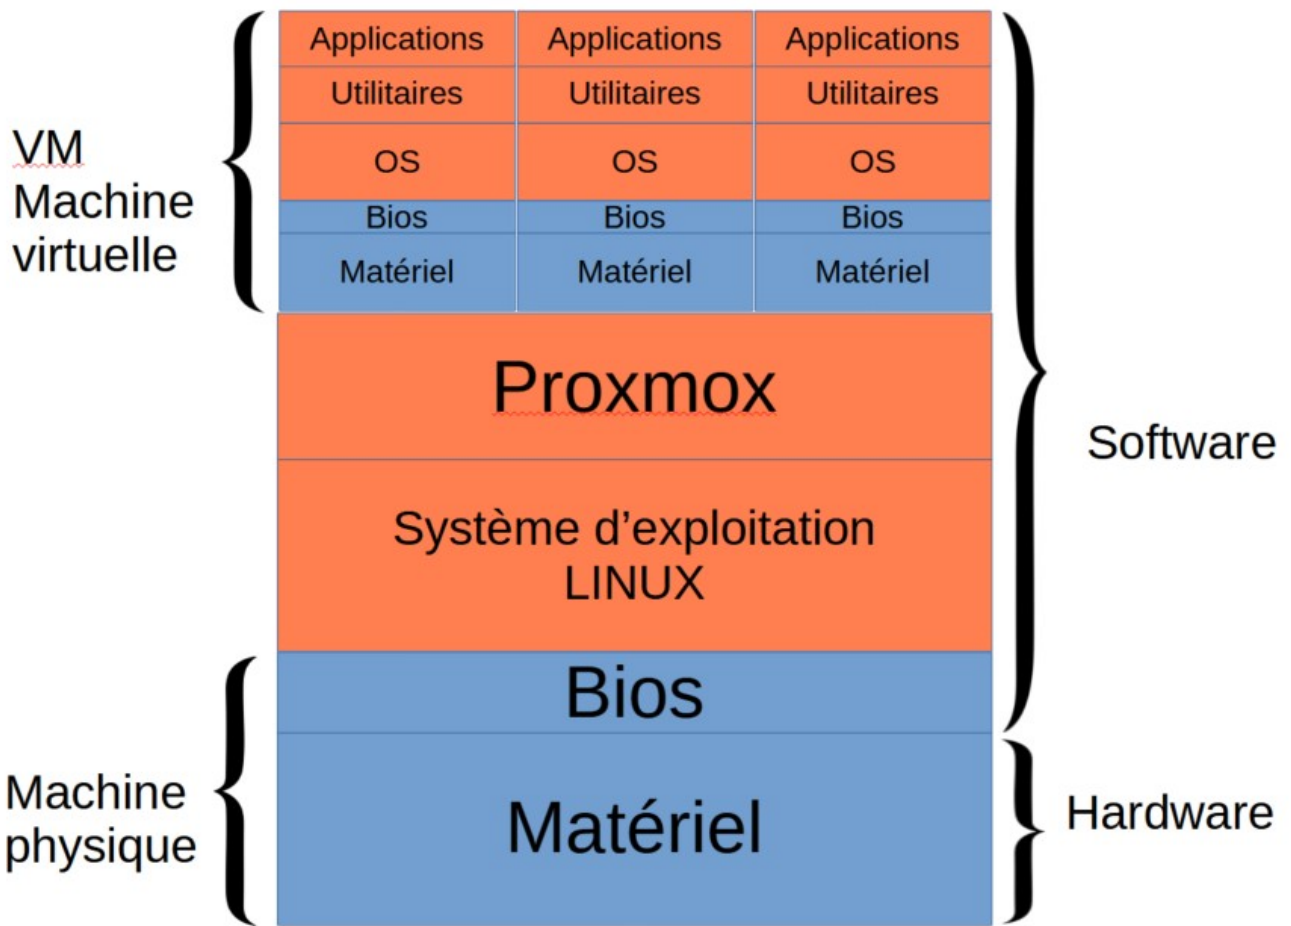 Applications Applications Applications
Utilitaires Utilitaires Utilitaires
OS OS OS
Bios Bios Bios
Matériel Matériel Matériel
VM
Machine
virtuelle
Proxmox
Software
Système d’exploitation
LINUX
Bios
Matériel
Machine
physique
Hardware